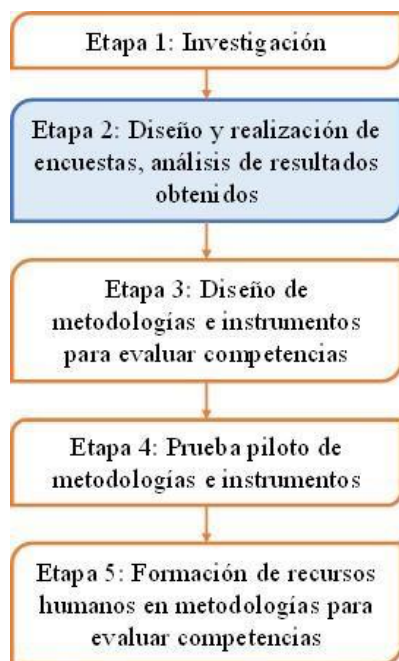 Etapa 1: Investigación
Etapa 2: Diseño y realización de
encuestas, análisis de resultados
obtenidos
Etapa 3: Diseño de
metodologías e instrumentos
para evaluar competencias
Etapa 4: Prueba piloto de
metodologías e instrumentos
Etapa 5: Formación de recursos
humanos en metodologías para
evaluar competencias